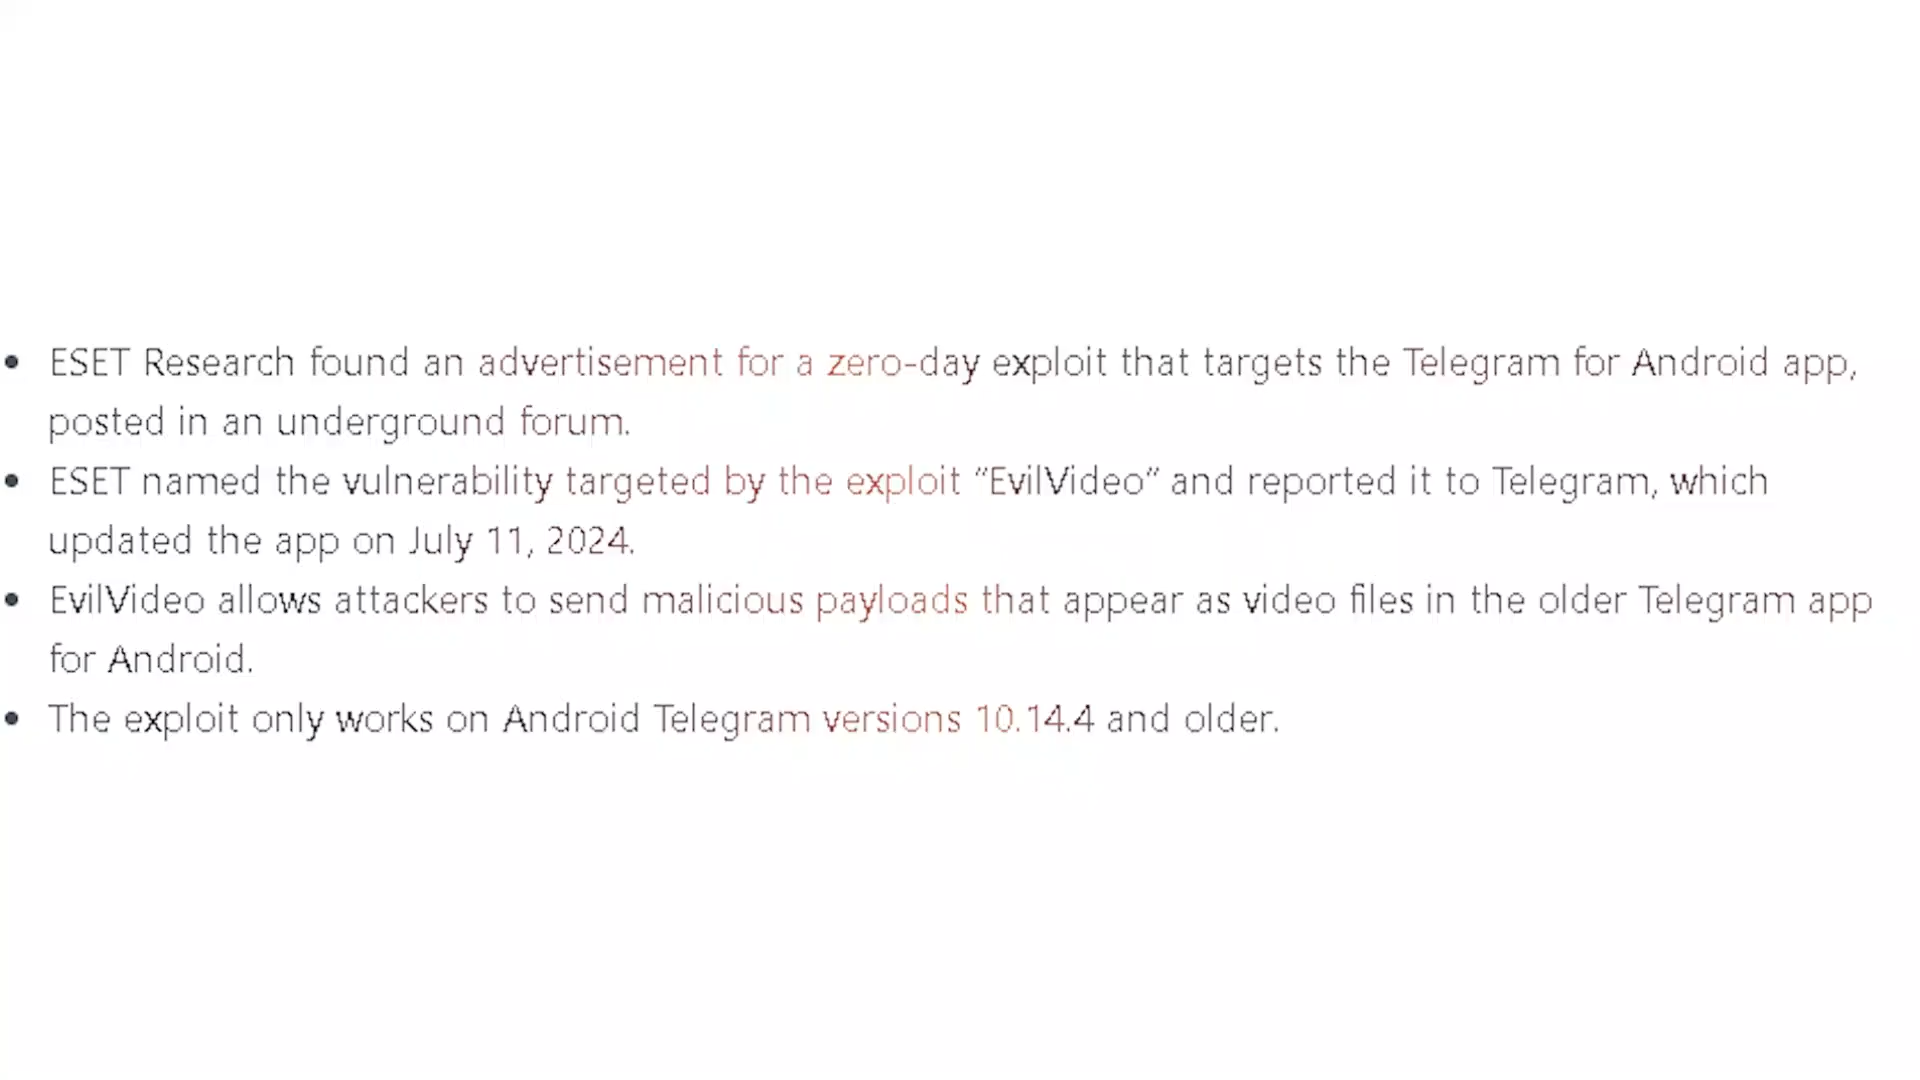 • ESET Research found an advertisement for a zero-day exploit that targets the Telegram for Android app,
posted in an underground forum.
• ESET named the vulnerability targeted by the exploit “EvilVideo” and reported it to Telegram, which
updated the app on July 11, 2024.
• EvilVideo allows attackers to send malicious payloads that appear as video files in the older Telegram app
for Android.
• The exploit only works on Android Telegram versions 10.14.4 and older.